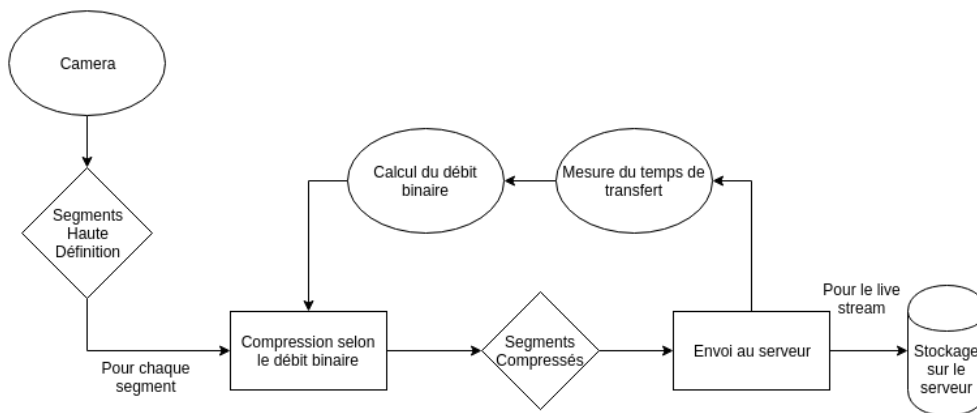 Camera
Calcul du débit
binaire
Mesure du temps de
transfert
Segments
Haute
Définition
Pour le live
stream
Compression selon
le débit binaire
Segments
Compressés
Envoi au serveur
Stockage
sur le
serveur
Pour chaque
segment